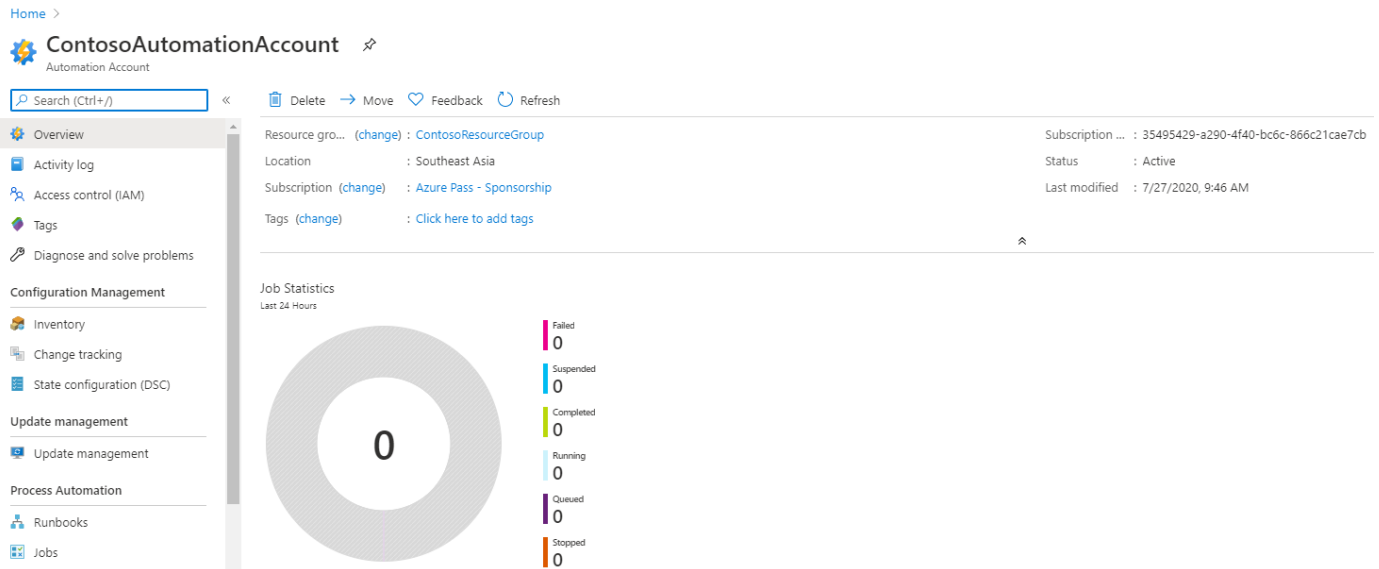 Home >
ContosoAutomationAccount
Automation Account
Search (Ctrl+/)
«
Delete
Move
Feedback
Refresh
Overview
Activity log
Access control (IAM)
Tags
Diagnose and solve problems
Configuration Management
Inventory
Change tracking
State configuration (DSC)
Update management
Update management
Process Automation
Runbooks
Jobs
Resource gro... (change) : ContosoResourceGroup
Location : Southeast Asia
Subscription (change) : Azure Pass - Sponsorship
Tags (change) : Click here to add tags
Subscription ... : 35495429-a290-4f40-bc6c-866c21cae7cb
Status : Active
Last modified : 7/27/2020, 9:46 AM
Job Statistics
Last 24 Hours
0
Failed
0
Suspended
0
Completed
0
Running
0
Queued
0
Stopped
0